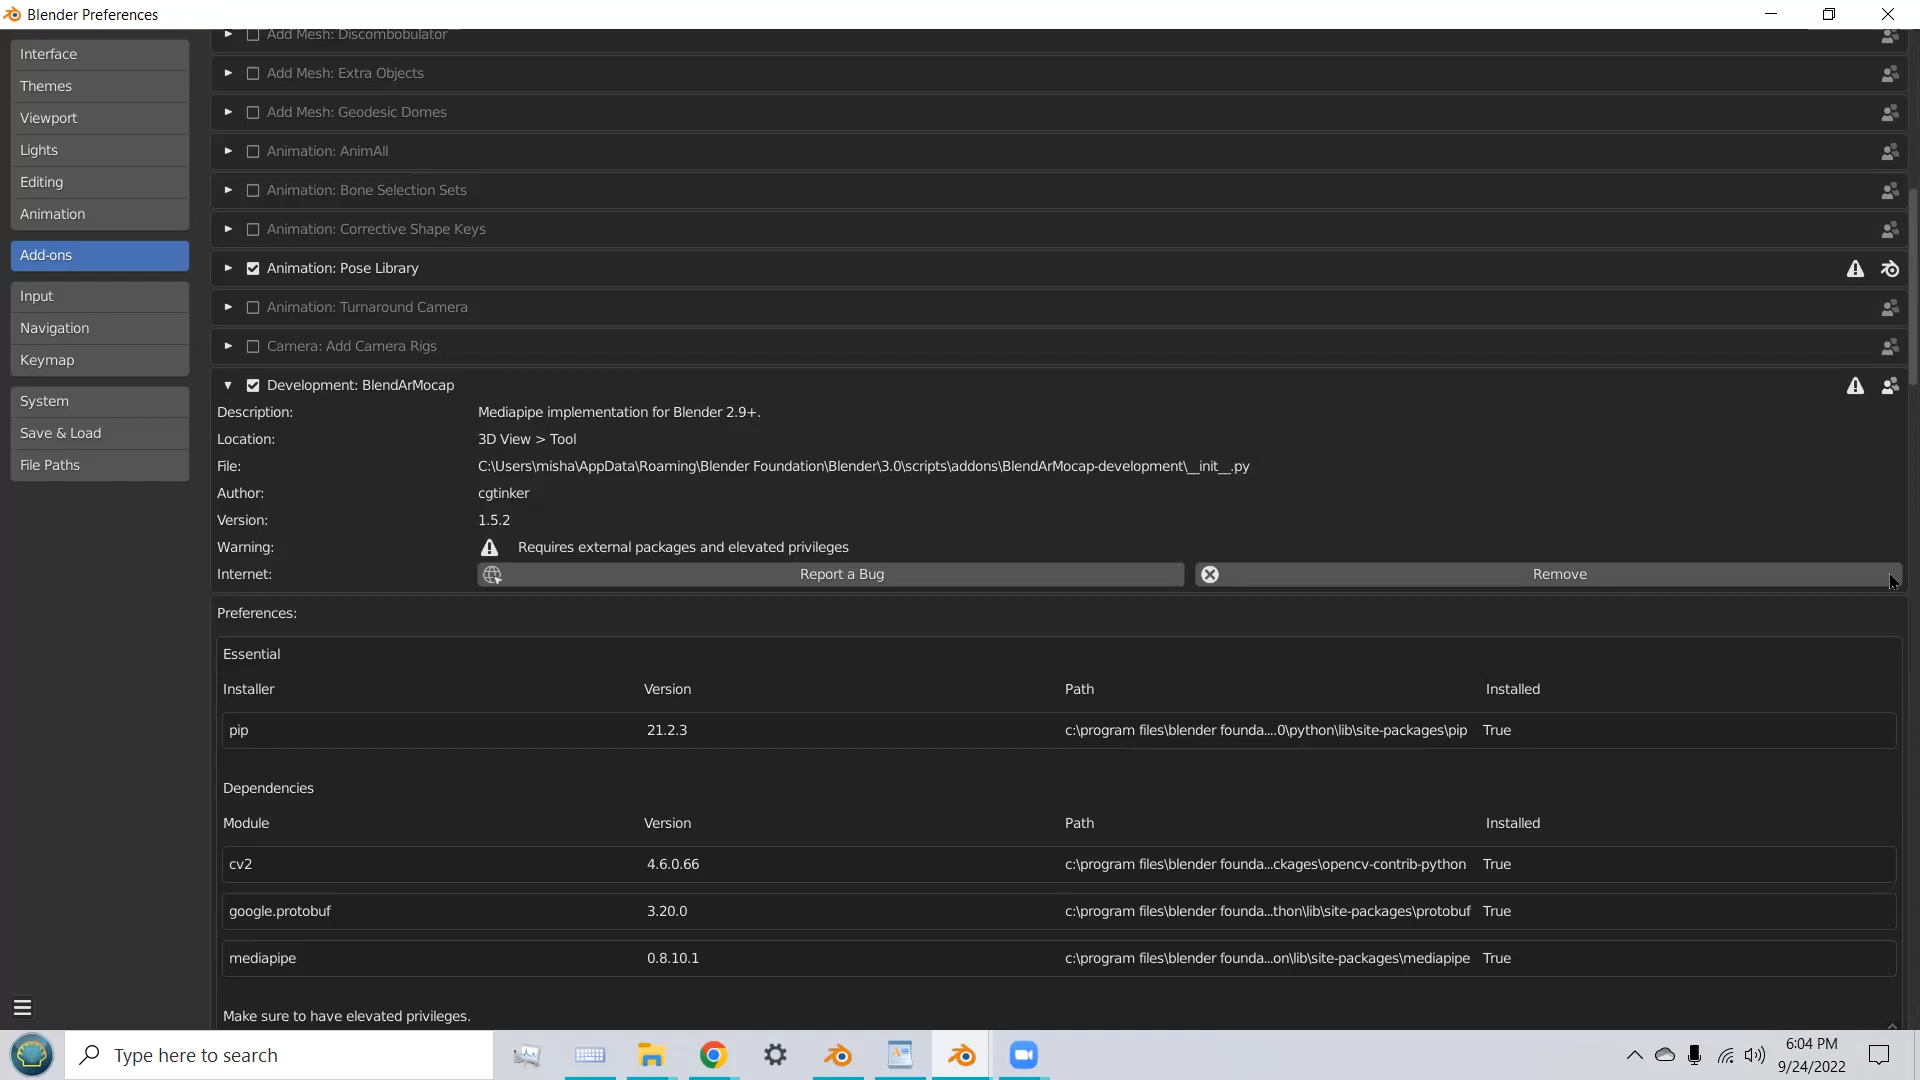 Blender Preferences
Interface
Themes
Viewport
Lights
Editing
Animation
Add-ons
Input
Navigation
Keymap
System
Save & Load
File Paths
Add Mesh: Discombobulator
Add Mesh: Extra Objects
Add Mesh: Geodesic Domes
Animation: AnimAll
Animation: Bone Selection Sets
Animation: Corrective Shape Keys
Animation: Pose Library
Animation: Turnaround Camera
Camera: Add Camera Rigs
Development: BlendArMocap
Description: Mediapipe implementation for Blender 2.9+.
Location: 3D View > Tool
File: C:\Users\misha\AppData\Roaming\Blender Foundation\Blender\3.0\scripts\addons\BlendArMocap-development\__init__.py
Author: cgtinker
Version: 1.5.2
Warning: Requires external packages and elevated privileges
Internet: Report a Bug Remove
Preferences:
Essential
Installer Version Path Installed
pip 21.2.3 c:\program files\blender founda....0\python\lib\site-packages\pip True
Dependencies
Module Version Path Installed
cv2 4.6.0.66 c:\program files\blender founda...ckages\opencv-contrib-python True
google.protobuf 3.20.0 c:\program files\blender founda...thon\lib\site-packages\protobuf True
mediapipe 0.8.10.1 c:\program files\blender founda...on\lib\site-packages\mediapipe True
Make sure to have elevated privileges.
Type here to search
6:04 PM
9/24/2022